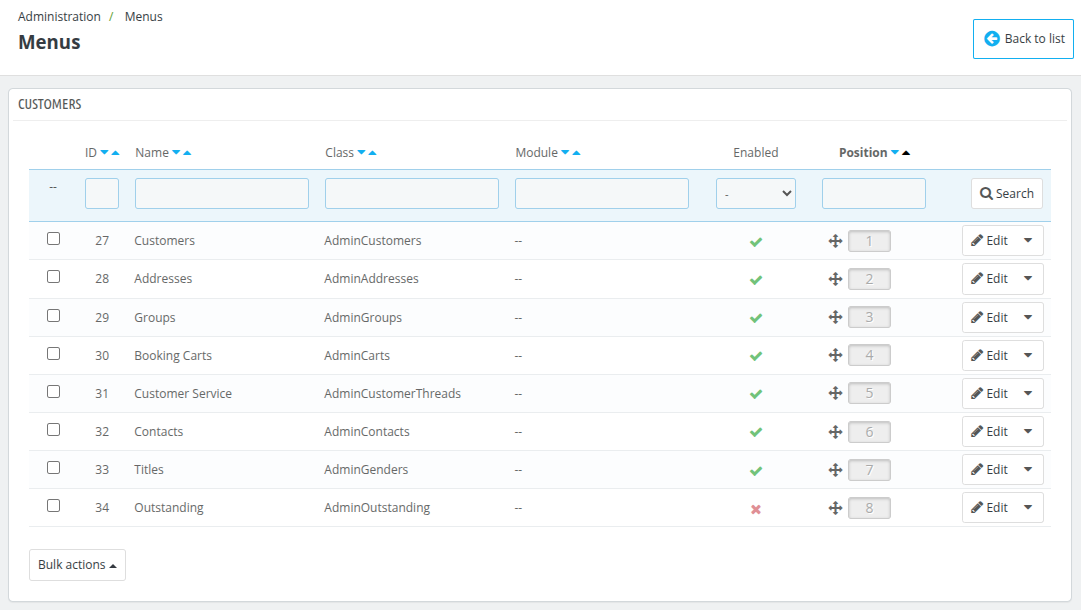 Administration / Menus
Menus
Back to list
CUSTOMERS
ID Name Class Module Enabled Position
-- - Search
27 Customers AdminCustomers -- 1 Edit
28 Addresses AdminAddresses -- 2 Edit
29 Groups AdminGroups -- 3 Edit
30 Booking Carts AdminCarts -- 4 Edit
31 Customer Service AdminCustomerThreads -- 5 Edit
32 Contacts AdminContacts -- 6 Edit
33 Titles AdminGenders -- 7 Edit
34 Outstanding AdminOutstanding -- 8 Edit
Bulk actions